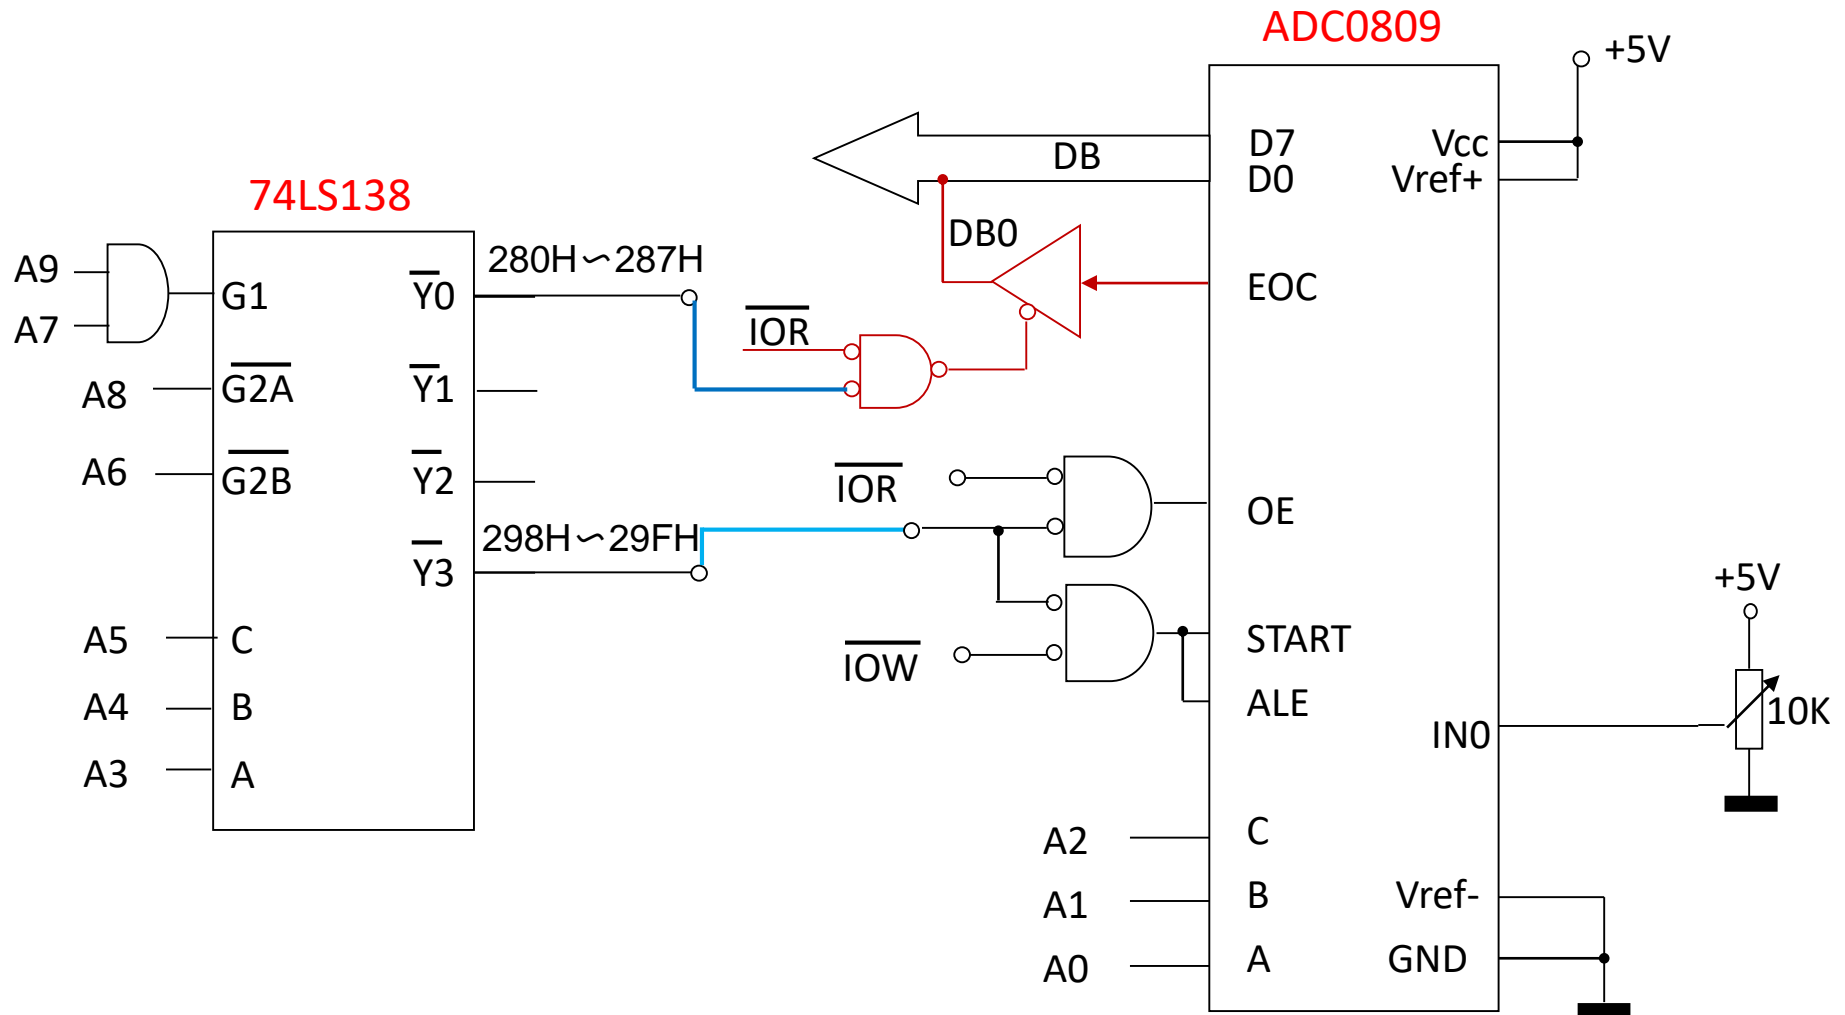 ADC0809
+5V
D7
Vcc
DB
D0
Vref+
74LS138
DB0
280H～287H
A9
G1
Y0
EOC
IOR
A7
G2A
Y1
A8
A6
G2B
Y2
IOR
OE
298H～29FH
Y3
+5V
A5
C
START
IOW
A4
B
ALE
10K
IN0
A3
A
A2
C
A1
B
Vref-
A0
A
GND